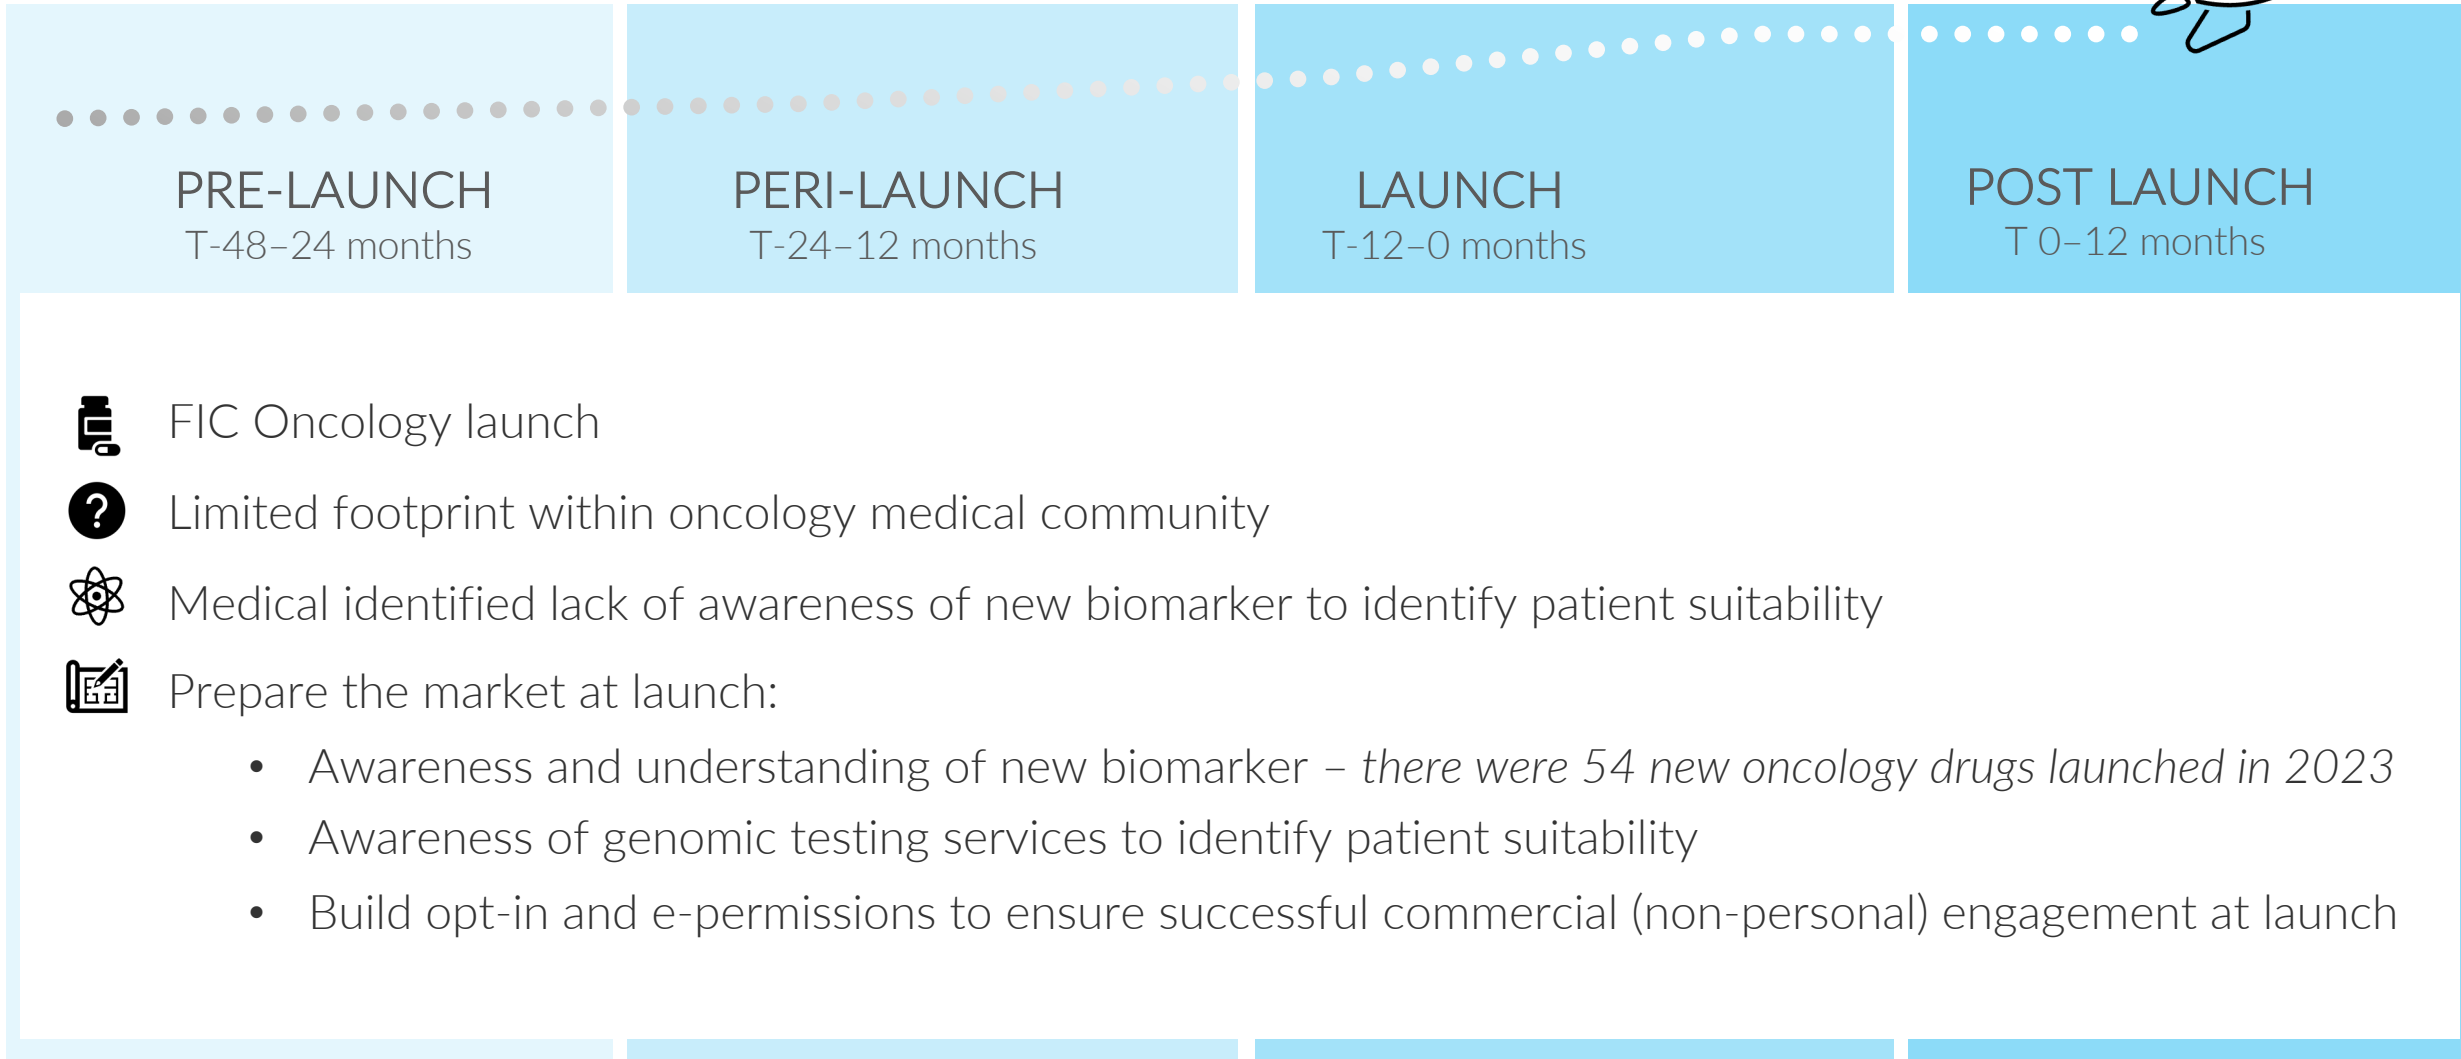 PRE-LAUNCH
T-48–24 months
PERI-LAUNCH
T-24–12 months
LAUNCH
T-12–0 months
POST LAUNCH
T 0–12 months
FIC Oncology launch
Limited footprint within oncology medical community
Medical identified lack of awareness of new biomarker to identify patient suitability
Prepare the market at launch:
• Awareness and understanding of new biomarker – there were 54 new oncology drugs launched in 2023
• Awareness of genomic testing services to identify patient suitability
• Build opt-in and e-permissions to ensure successful commercial (non-personal) engagement at launch